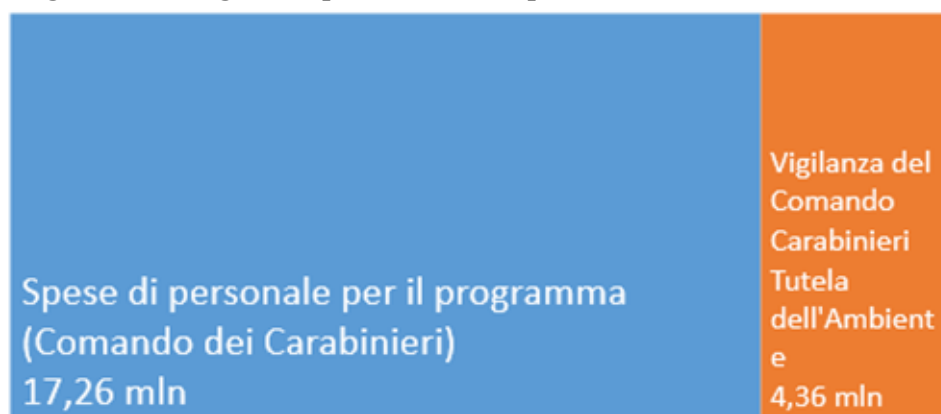 Spese di personale per il programma
(Comando dei Carabinieri)
17,26 mln
Vigilanza del
Comando
Carabinieri
Tutela
dell'Ambient
e
4,36 mln